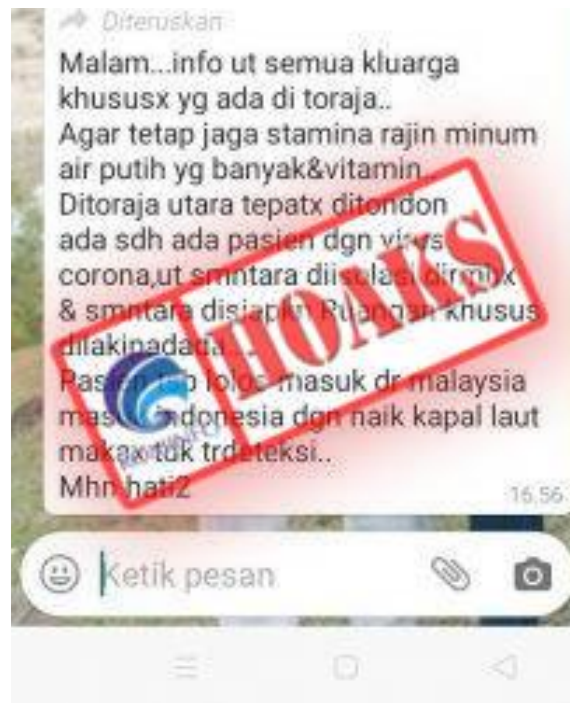 Diteruskan
Malam...info ut semua kluarga
khususx yg ada di toraja..
Agar tetap jaga stamina rajin minum
air putih yg banyak&vitamin..
Ditoraja utara tepatx ditondon
ada sdh ada pasien dgn virus
corona,ut smntara diisolasi dirmhx
& smntara disiapkn Ruangan khusus
dilakipadada...
Pasien tsb lolos masuk dr malaysia
masuk indonesia dgn naik kapal laut
makax tdk trdeteksi..
Mhn hati2
16.56
HOAKS
Ketik pesan